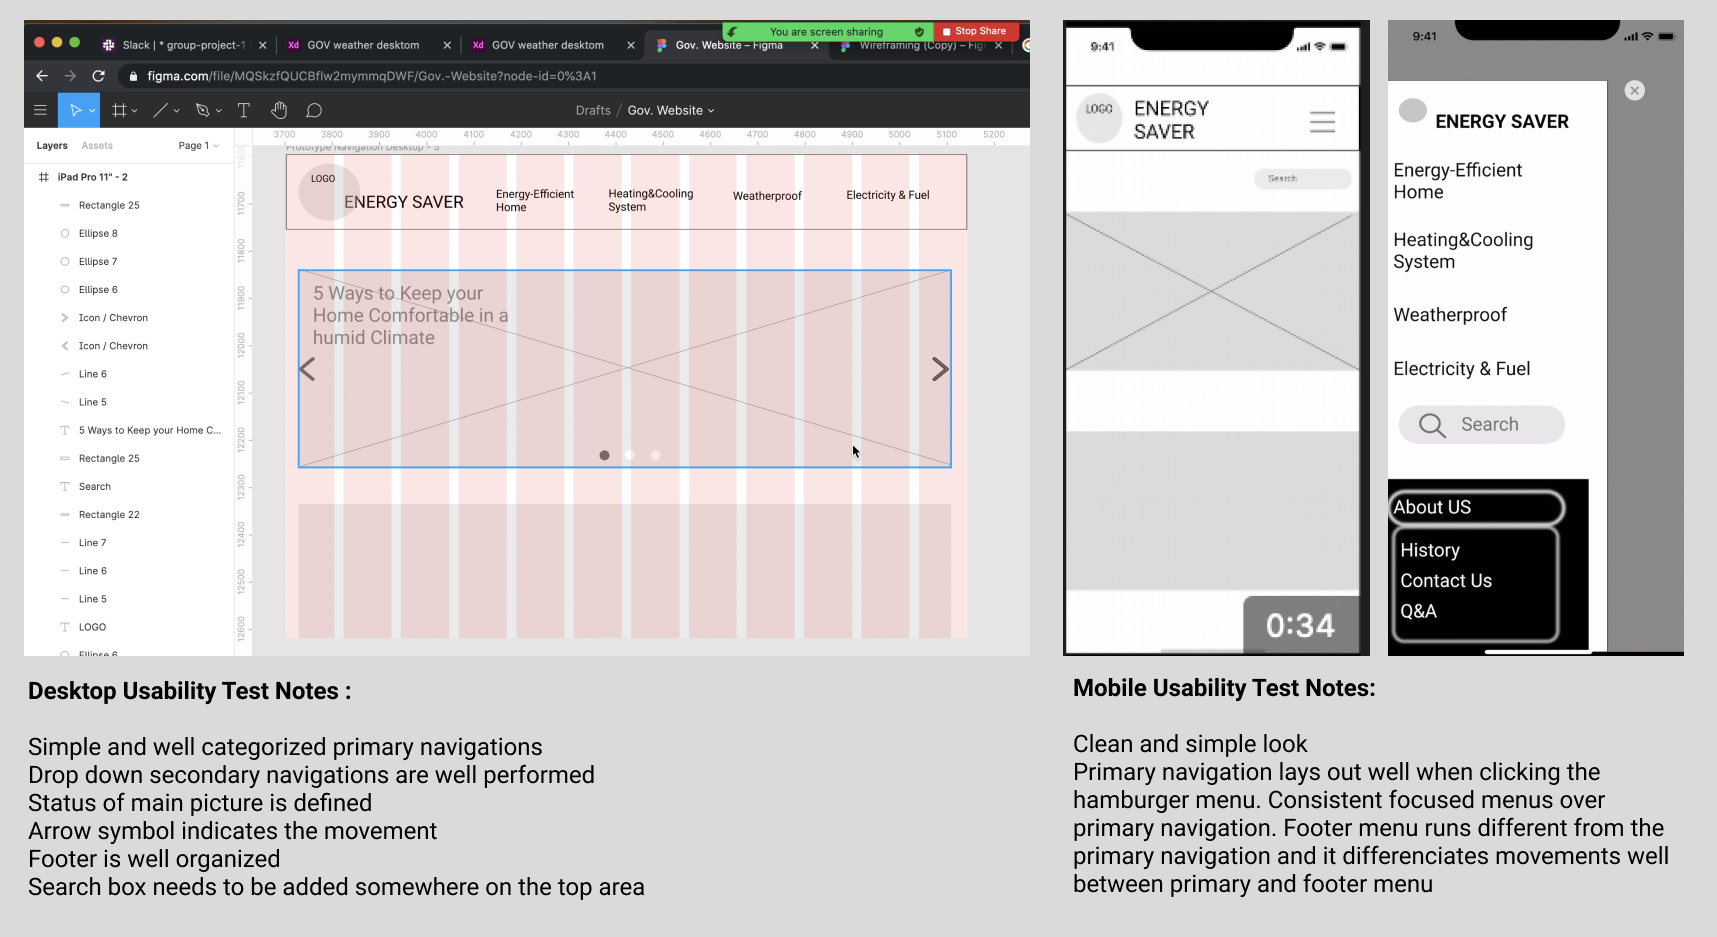 Slack | * group-project-1
GOV weather desktom
GOV weather desktom
Gov. Website – Figma
Wireframing (Copy) – Fig
You are screen sharing
Stop Share
figma.com/file/MQSkzfQUCBflw2mymmqDWF/Gov.-Website?node-id=0%3A1
Drafts / Gov. Website
Layers
Assets
Page 1
3700 3800 3900 4000 4100 4200 4300 4400 4500 4600 4700 4800 4900 5000 5100 5200
11700
11800
11900
12000
12100
12200
12300
12400
12500
12600
iPad Pro 11" - 2
Rectangle 25
Ellipse 8
Ellipse 7
Ellipse 6
Icon / Chevron
Icon / Chevron
Line 6
Line 5
5 Ways to Keep your Home C...
Rectangle 25
Search
Rectangle 22
Line 7
Line 6
Line 5
LOGO
Ellipse 6
Prototype Navigation Desktop - 5
LOGO
ENERGY SAVER
Energy-Efficient
Home
Heating&Cooling
System
Weatherproof
Electricity & Fuel
5 Ways to Keep your
Home Comfortable in a
humid Climate
9:41
LOGO
ENERGY
SAVER
Search
0:34
9:41
ENERGY SAVER
Energy-Efficient
Home
Heating&Cooling
System
Weatherproof
Electricity & Fuel
Search
About US
History
Contact Us
Q&A
Desktop Usability Test Notes :
Simple and well categorized primary navigations
Drop down secondary navigations are well performed
Status of main picture is defined
Arrow symbol indicates the movement
Footer is well organized
Search box needs to be added somewhere on the top area
Mobile Usability Test Notes:
Clean and simple look
Primary navigation lays out well when clicking the
hamburger menu. Consistent focused menus over
primary navigation. Footer menu runs different from the
primary navigation and it differenciates movements well
between primary and footer menu